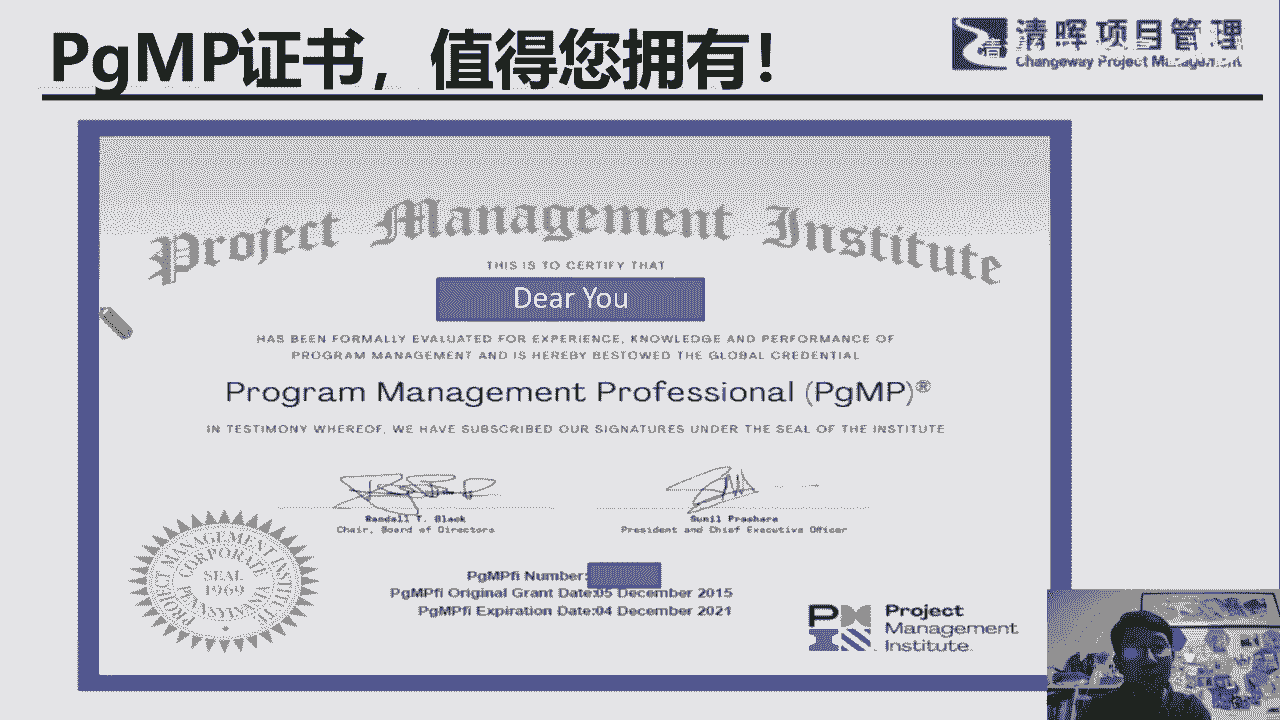 PgMP证书，值得您拥有！
清晖项目管理
Changeway Project Management
Project Management Institute
THIS IS TO CERTIFY THAT
Dear You
HAS BEEN FORMALLY EVALUATED FOR EXPERIENCE, KNOWLEDGE AND PERFORMANCE OF
PROGRAM MANAGEMENT AND IS HEREBY BESTOWED THE GLOBAL CREDENTIAL
Program Management Professional (PgMP)®
IN TESTIMONY WHEREOF, WE HAVE SUBSCRIBED OUR SIGNATURES UNDER THE SEAL OF THE INSTITUTE
Randall T. Black
Chair, Board of Directors
Sunil Prashara
President and Chief Executive Officer
PROJECT MANAGEMENT INSTITUTE
CORPORATE
SEAL
1969
PENNSYLVANIA
PgMPfi Number:
PgMPfi Original Grant Date:05 December 2015
PgMPfi Expiration Date:04 December 2021
PMI
Project
Management
Institute.